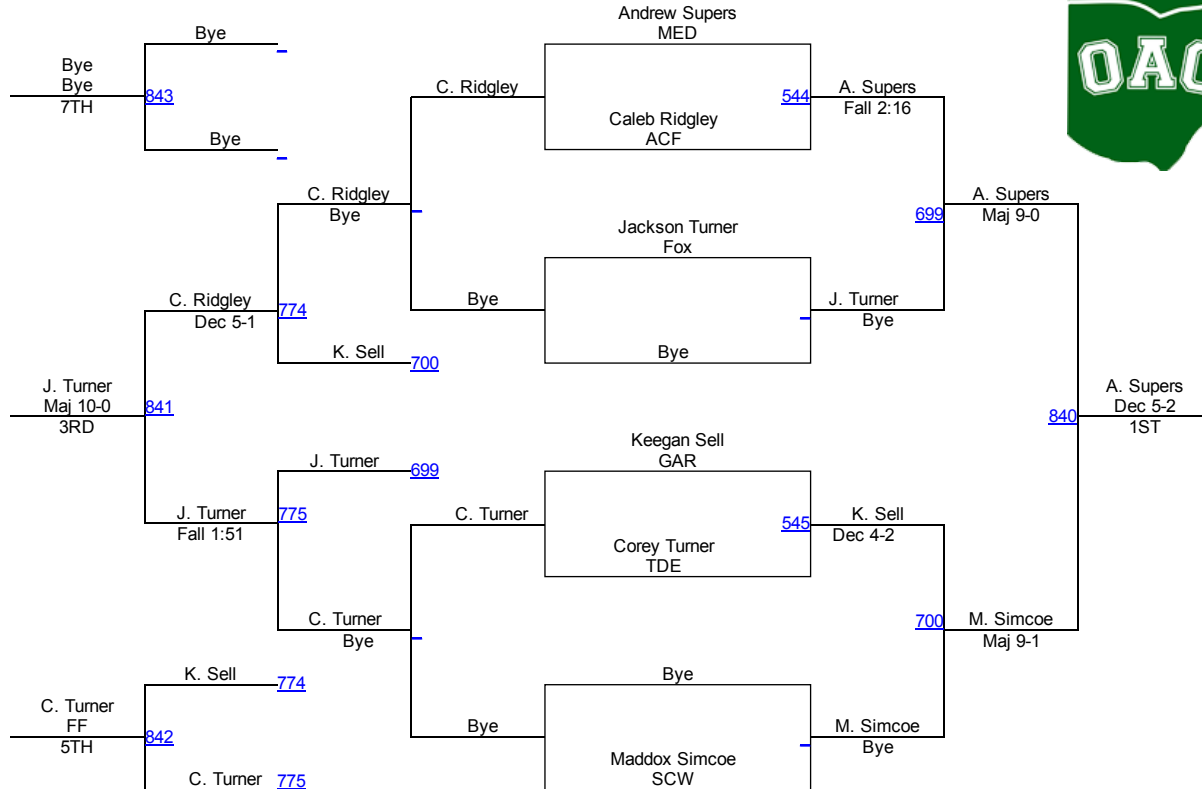 Andrew Supers
MED
OAC
Bye
Bye
Bye
7TH
843
C. Ridgley
544
A. Supers
Fall 2:16
Caleb Ridgley
ACF
Bye
C. Ridgley
Bye
A. Supers
Maj 9-0
699
Jackson Turner
Fox
C. Ridgley
Dec 5-1
774
Bye
J. Turner
Bye
K. Sell
700
Bye
J. Turner
Maj 10-0
3RD
841
A. Supers
Dec 5-2
1ST
840
Keegan Sell
GAR
J. Turner
699
J. Turner
Fall 1:51
775
C. Turner
545
K. Sell
Dec 4-2
Corey Turner
TDE
C. Turner
Bye
700
M. Simcoe
Maj 9-1
K. Sell
774
Bye
C. Turner
FF
5TH
842
Bye
M. Simcoe
Bye
Maddox Simcoe
SCW
C. Turner
775